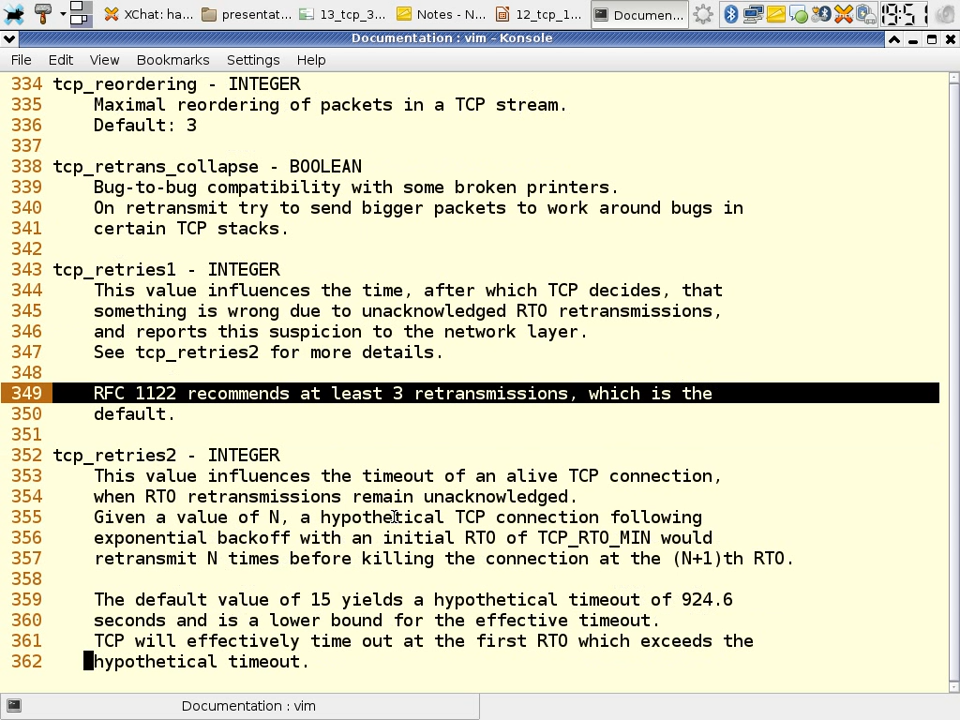 XChat: ha...
presentat...
13_tcp_3...
Notes - N...
12_tcp_1...
Documen...
19:51
Documentation : vim - Konsole
File Edit View Bookmarks Settings Help
334 tcp_reordering - INTEGER
335 Maximal reordering of packets in a TCP stream.
336 Default: 3
337
338 tcp_retrans_collapse - BOOLEAN
339 Bug-to-bug compatibility with some broken printers.
340 On retransmit try to send bigger packets to work around bugs in
341 certain TCP stacks.
342
343 tcp_retries1 - INTEGER
344 This value influences the time, after which TCP decides, that
345 something is wrong due to unacknowledged RTO retransmissions,
346 and reports this suspicion to the network layer.
347 See tcp_retries2 for more details.
348
349 RFC 1122 recommends at least 3 retransmissions, which is the
350 default.
351
352 tcp_retries2 - INTEGER
353 This value influences the timeout of an alive TCP connection,
354 when RTO retransmissions remain unacknowledged.
355 Given a value of N, a hypothetical TCP connection following
356 exponential backoff with an initial RTO of TCP_RTO_MIN would
357 retransmit N times before killing the connection at the (N+1)th RTO.
358
359 The default value of 15 yields a hypothetical timeout of 924.6
360 seconds and is a lower bound for the effective timeout.
361 TCP will effectively time out at the first RTO which exceeds the
362 hypothetical timeout.
Documentation : vim